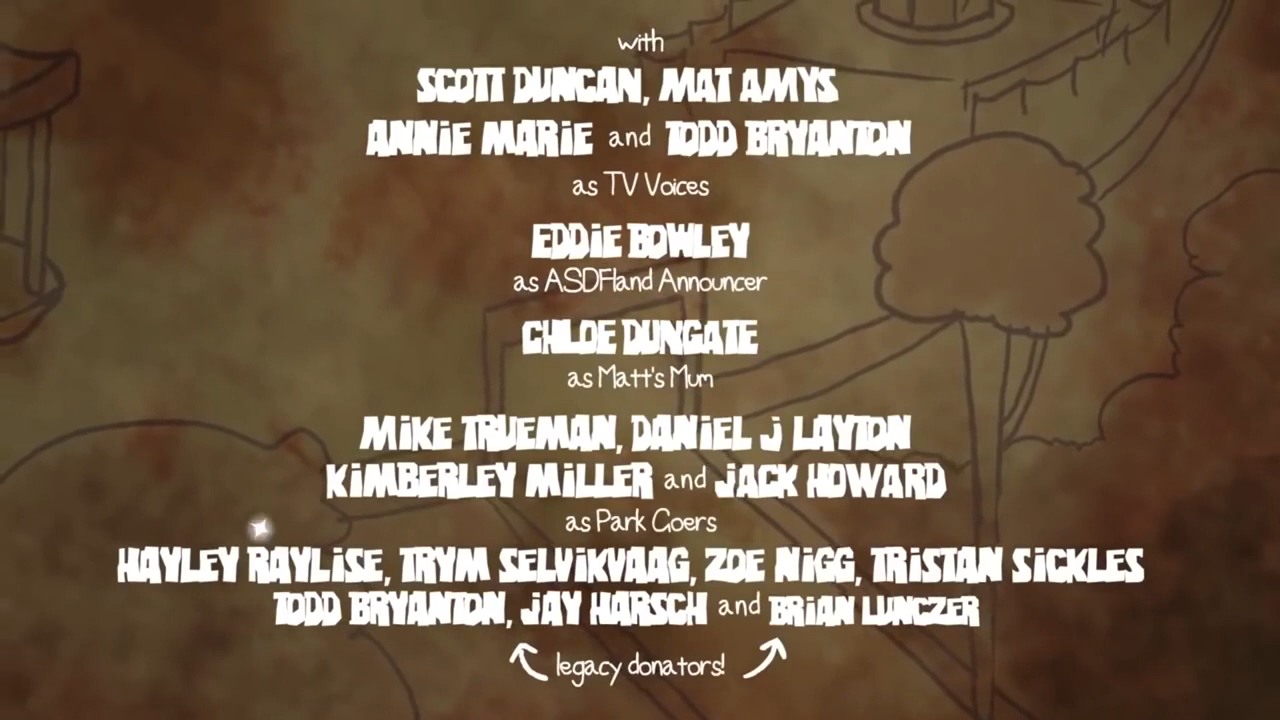 with
SCOTT DUNCAN, MAT AMYS
ANNiE MARiE and TODD BRYANTON
as TV Voices
EDDiE BOWLEY
as ASDFland Announcer
CHLOE DUNGATE
as Matt's Mum
MiKE TRUEMAN, DANiEL J LAYTON
KiMBERLEY MiLLER and JACK HOWARD
as Park Goers
HAYLEY RAYLiSE, TRYM SELViKVAAG, ZOE NiGG, TRiSTAN SiCKLES
TODD BRYANTON, JAY HARSCH and BRiAN LUNCZER
legacy donators!